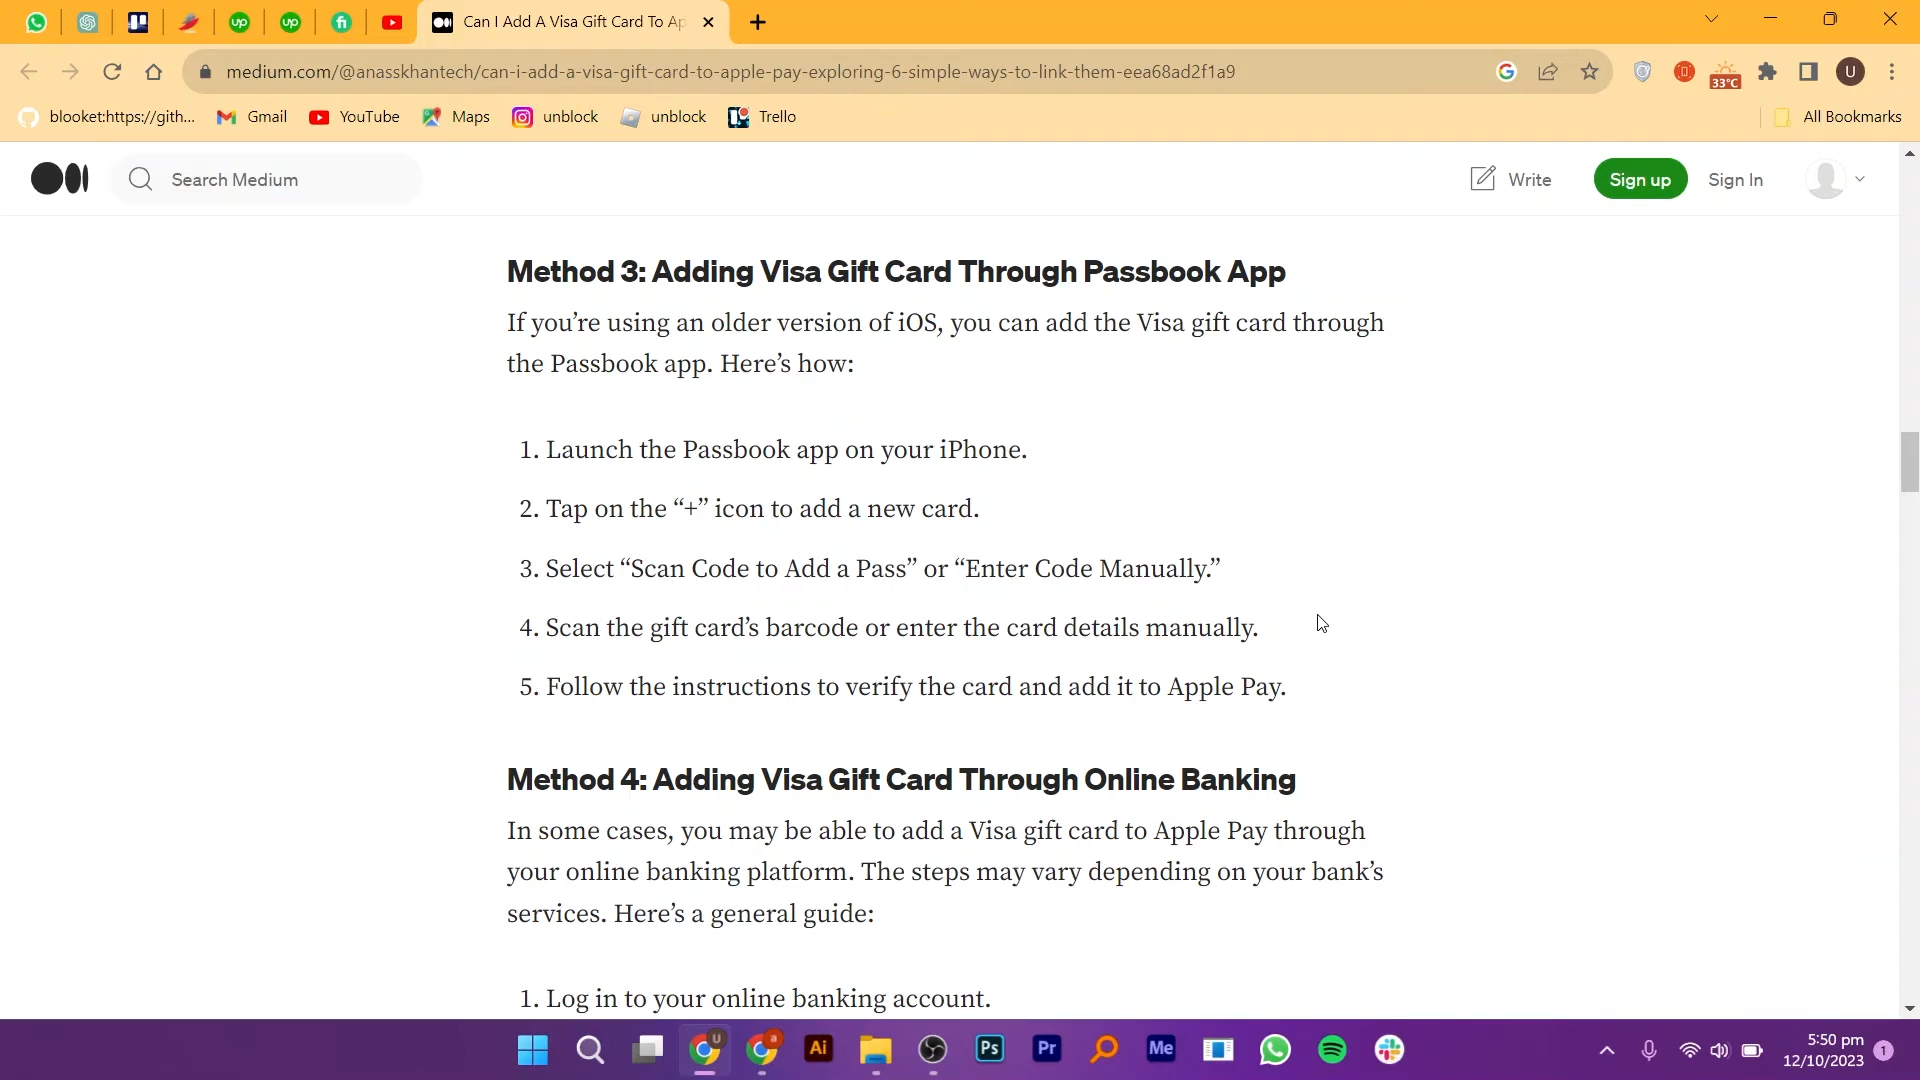 Can I Add A Visa Gift Card To Ap
medium.com/@anasskhantech/can-i-add-a-visa-gift-card-to-apple-pay-exploring-6-simple-ways-to-link-them-eea68ad2f1a9
33°C
U
blooket:https://gith...
Gmail
YouTube
Maps
unblock
unblock
Trello
All Bookmarks
Search Medium
Write
Sign up
Sign In
Method 3: Adding Visa Gift Card Through Passbook App
If you’re using an older version of iOS, you can add the Visa gift card through
the Passbook app. Here’s how:
1. Launch the Passbook app on your iPhone.
2. Tap on the “+” icon to add a new card.
3. Select “Scan Code to Add a Pass” or “Enter Code Manually.”
4. Scan the gift card’s barcode or enter the card details manually.
5. Follow the instructions to verify the card and add it to Apple Pay.
Method 4: Adding Visa Gift Card Through Online Banking
In some cases, you may be able to add a Visa gift card to Apple Pay through
your online banking platform. The steps may vary depending on your bank’s
services. Here’s a general guide:
1. Log in to your online banking account.
Ai
Ps
Pr
Me
5:50 pm
12/10/2023
1